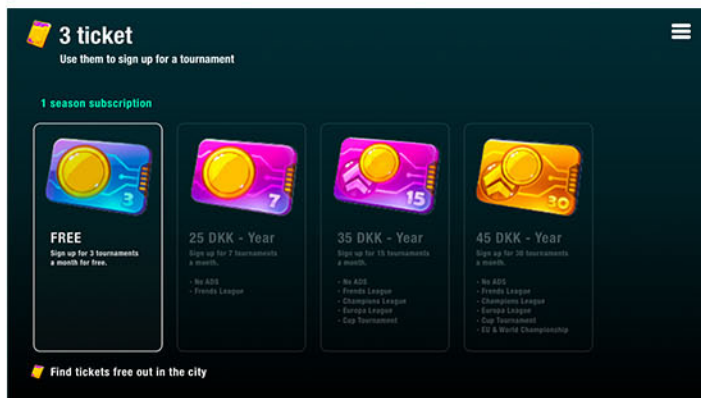 3 ticket
Use them to sign up for a tournament
1 season subscription
3
FREE
Sign up for 3 tournaments
a month for free.
7
25 DKK - Year
Sign up for 7 tournaments
a month.
- No ADS
- Frends League
15
35 DKK - Year
Sign up for 15 tournaments
a month.
- No ADS
- Frends League
- Champions League
- Europa League
- Cup Tournament
30
45 DKK - Year
Sign up for 30 tournaments
a month.
- No ADS
- Frends League
- Champions League
- Europa League
- Cup Tournament
- EU & World Championship
Find tickets free out in the city